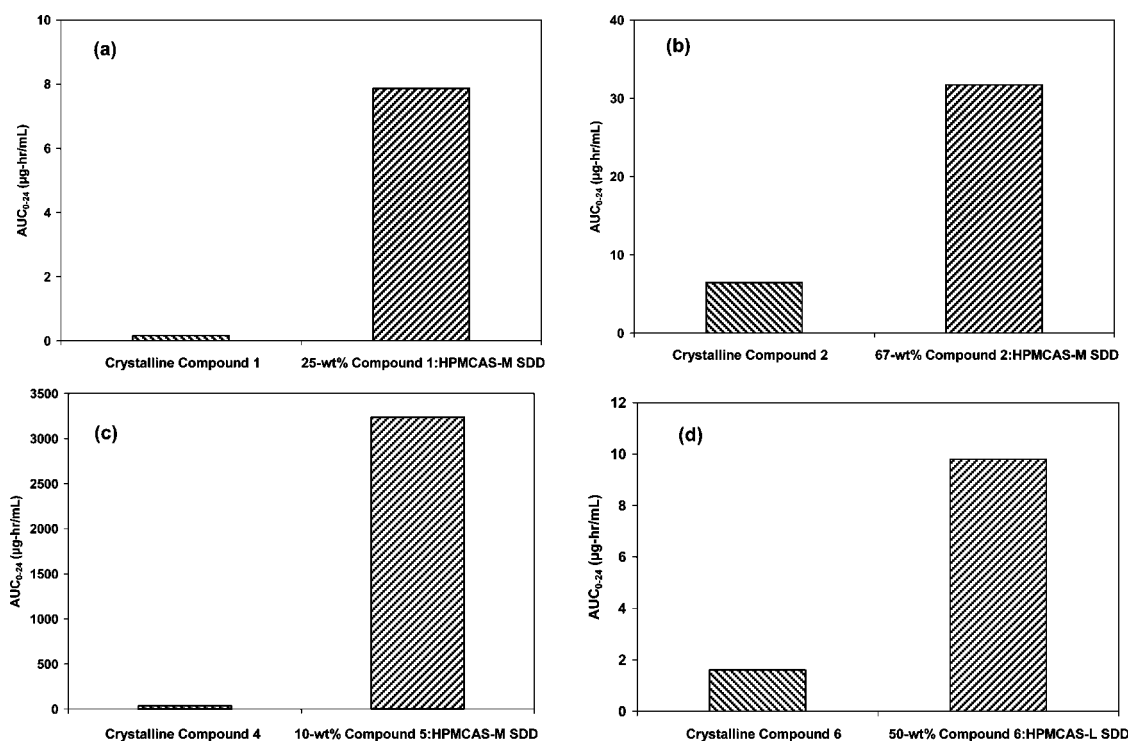 (a)
10
8
6
4
2
0
AUC0-24 (µg-hr/mL)
Crystalline Compound 1
25-wt% Compound 1:HPMCAS-M SDD
(b)
40
30
20
10
0
AUC0-24 (µg-hr/mL)
Crystalline Compound 2
67-wt% Compound 2:HPMCAS-M SDD
(c)
3500
3000
2500
2000
1500
1000
500
0
AUC0-24 (µg-hr/mL)
Crystalline Compound 4
10-wt% Compound 5:HPMCAS-M SDD
(d)
12
10
8
6
4
2
0
AUC0-24 (µg-hr/mL)
Crystalline Compound 6
50-wt% Compound 6:HPMCAS-L SDD